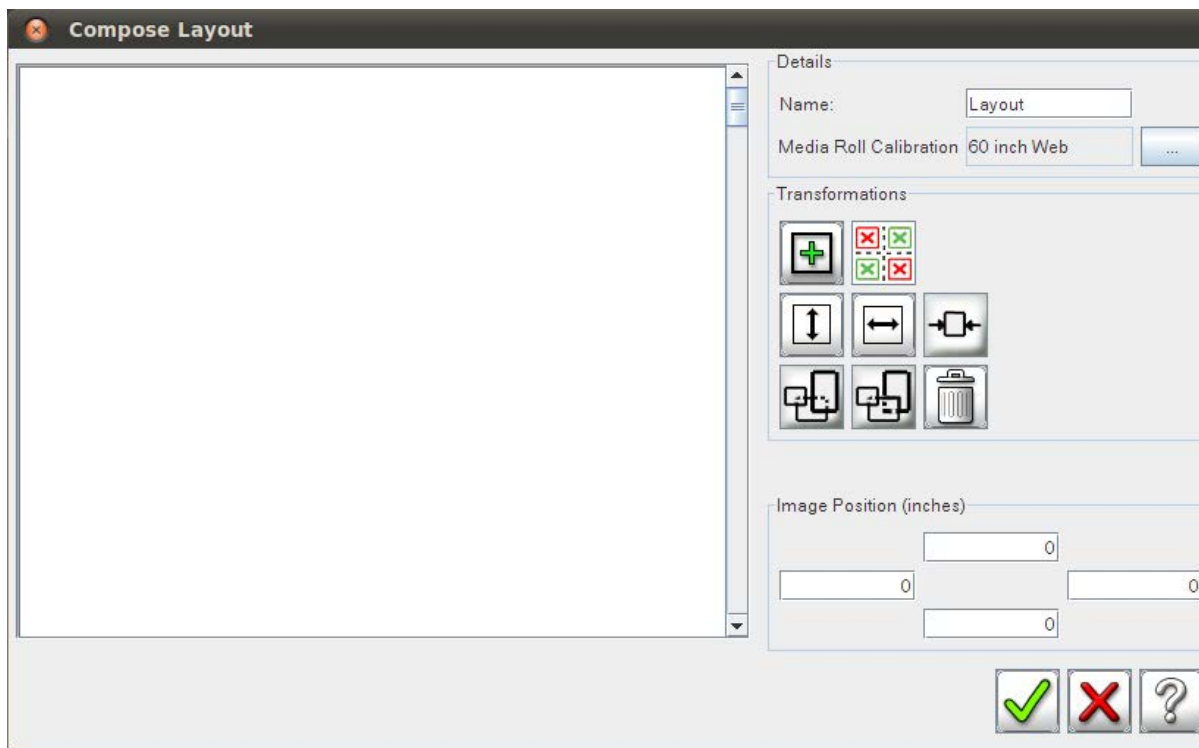 Compose Layout
Details
Name: Layout
Media Roll Calibration 60 inch Web ...
Transformations
Image Position (inches)
0
0 0
0